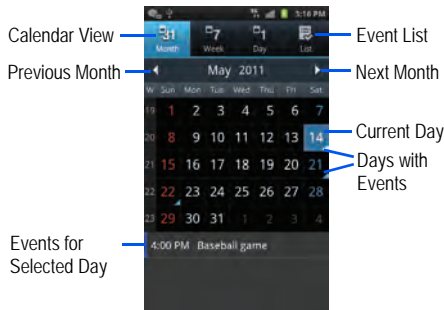 3:16 PM
Calendar View
31 7 1
Month Week Day List
Event List
Previous Month
May 2011
Next Month
W Sun Mon Tue Wed Thu Fri Sat
19 1 2 3 4 5 6 7
20 8 9 10 11 12 13 14
Current Day
21 15 16 17 18 19 20 21
Days with
Events
22 22 23 24 25 26 27 28
23 29 30 31 1 2 3 4
Events for
Selected Day
4:00 PM Baseball game